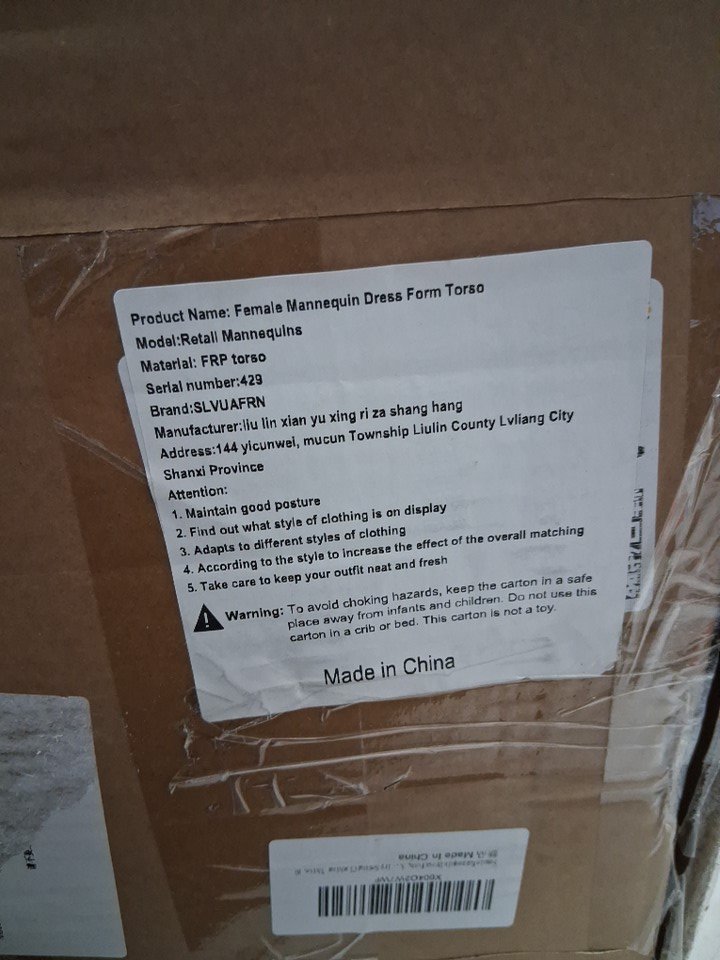 Product Name: Female Mannequin Dress Form Torso
Model:Retail Mannequins
Material: FRP torso
Serial number:429
Brand:SLVUAFRN
Manufacturer:liu lin xian yu xing ri za shang hang
Address:144 yicunwei, mucun Township Liulin County Lvliang City
Shanxi Province
Attention:
1. Maintain good posture
2. Find out what style of clothing is on display
3. Adapts to different styles of clothing
4. According to the style to increase the effect of the overall matching
5. Take care to keep your outfit neat and fresh
Warning: To avoid choking hazards, keep the carton in a safe
place away from infants and children. Do not use this
carton in a crib or bed. This carton is not a toy.
Made in China
Made In China